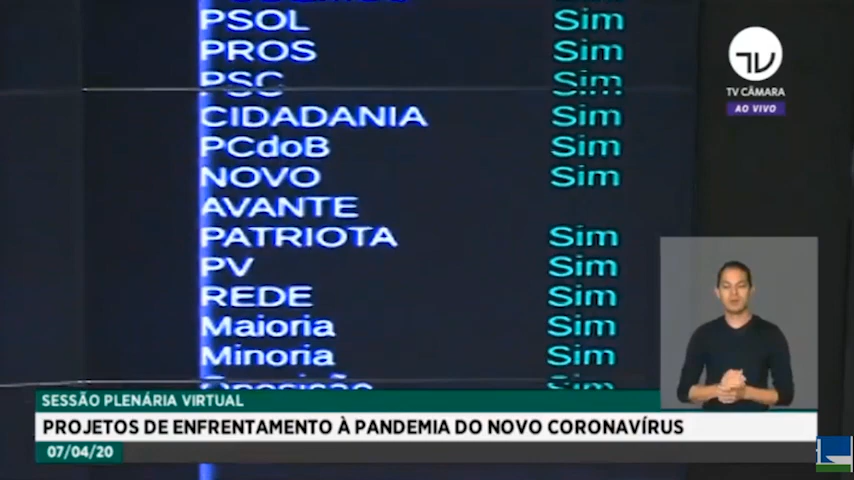 PSOL Sim
PROS Sim
PSC Sim
CIDADANIA Sim
PCdoB Sim
NOVO Sim
AVANTE
PATRIOTA Sim
PV Sim
REDE Sim
Maioria Sim
Minoria Sim
Oposição Sim
TV CÂMARA
AO VIVO
SESSÃO PLENÁRIA VIRTUAL
PROJETOS DE ENFRENTAMENTO À PANDEMIA DO NOVO CORONAVÍRUS
07/04/20